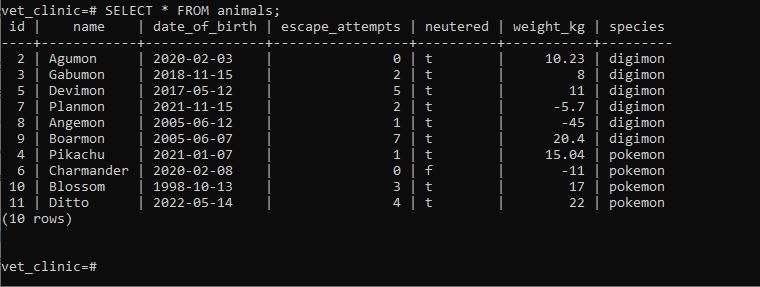 vet_clinic=# SELECT * FROM animals;
 id |    name    | date_of_birth | escape_attempts | neutered | weight_kg | species
----+------------+---------------+-----------------+----------+-----------+---------
  2 | Agumon     | 2020-02-03    |               0 | t        |     10.23 | digimon
  3 | Gabumon    | 2018-11-15    |               2 | t        |         8 | digimon
  5 | Devimon    | 2017-05-12    |               5 | t        |        11 | digimon
  7 | Planmon    | 2021-11-15    |               2 | t        |      -5.7 | digimon
  8 | Angemon    | 2005-06-12    |               1 | t        |       -45 | digimon
  9 | Boarmon    | 2005-06-07    |               7 | t        |      20.4 | digimon
  4 | Pikachu    | 2021-01-07    |               1 | t        |     15.04 | pokemon
  6 | Charmander | 2020-02-08    |               0 | f        |       -11 | pokemon
 10 | Blossom    | 1998-10-13    |               3 | t        |        17 | pokemon
 11 | Ditto      | 2022-05-14    |               4 | t        |        22 | pokemon
(10 rows)
vet_clinic=#